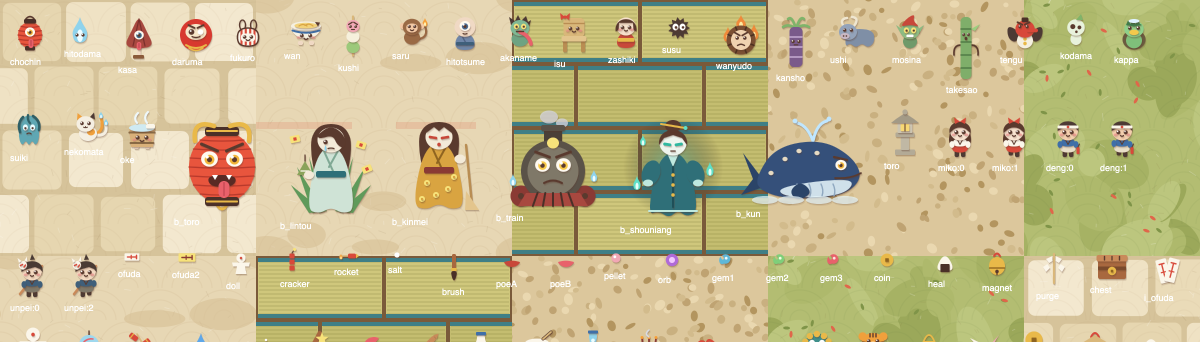 chochin
hitodama
kasa
daruma
fukuro
wan
kushi
saru
hitotsume
akaname
isu
zashiki
susu
wanyudo
kansho
ushi
mosina
takesao
tengu
kodama
kappa
suiki
nekomata
oke
b_toro
b_lintou
b_kinmei
b_train
b_shouniang
b_kun
toro
miko:0
miko:1
deng:0
deng:1
unpei:0
unpei:2
ofuda
ofuda2
doll
cracker
rocket
salt
brush
poeA
poeB
pellet
orb
gem1
gem2
gem3
coin
heal
magnet
purge
chest
i_ofuda